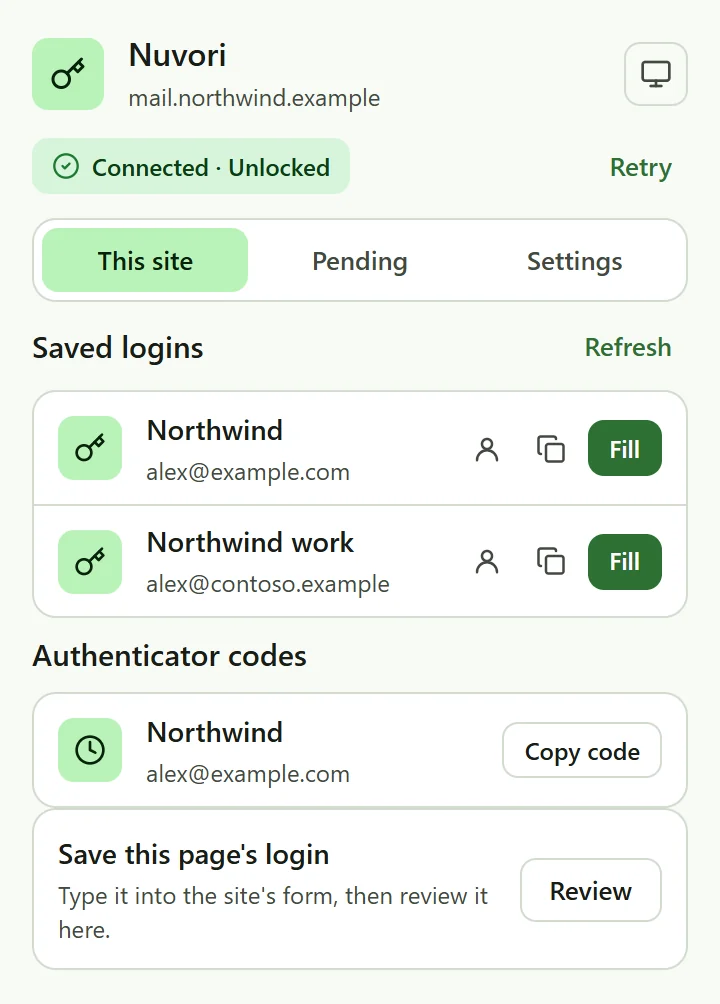 Nuvori
mail.northwind.example
Connected · Unlocked
Retry
This site
Pending
Settings
Saved logins
Refresh
Northwind
alex@example.com
Fill
Northwind work
alex@contoso.example
Fill
Authenticator codes
Northwind
alex@example.com
Copy code
Save this page's login
Type it into the site's form, then review it
here.
Review